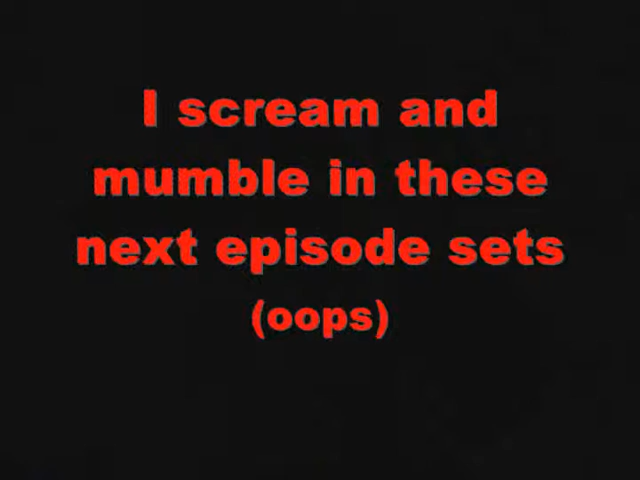 I scream and
mumble in these
next episode sets
(oops)